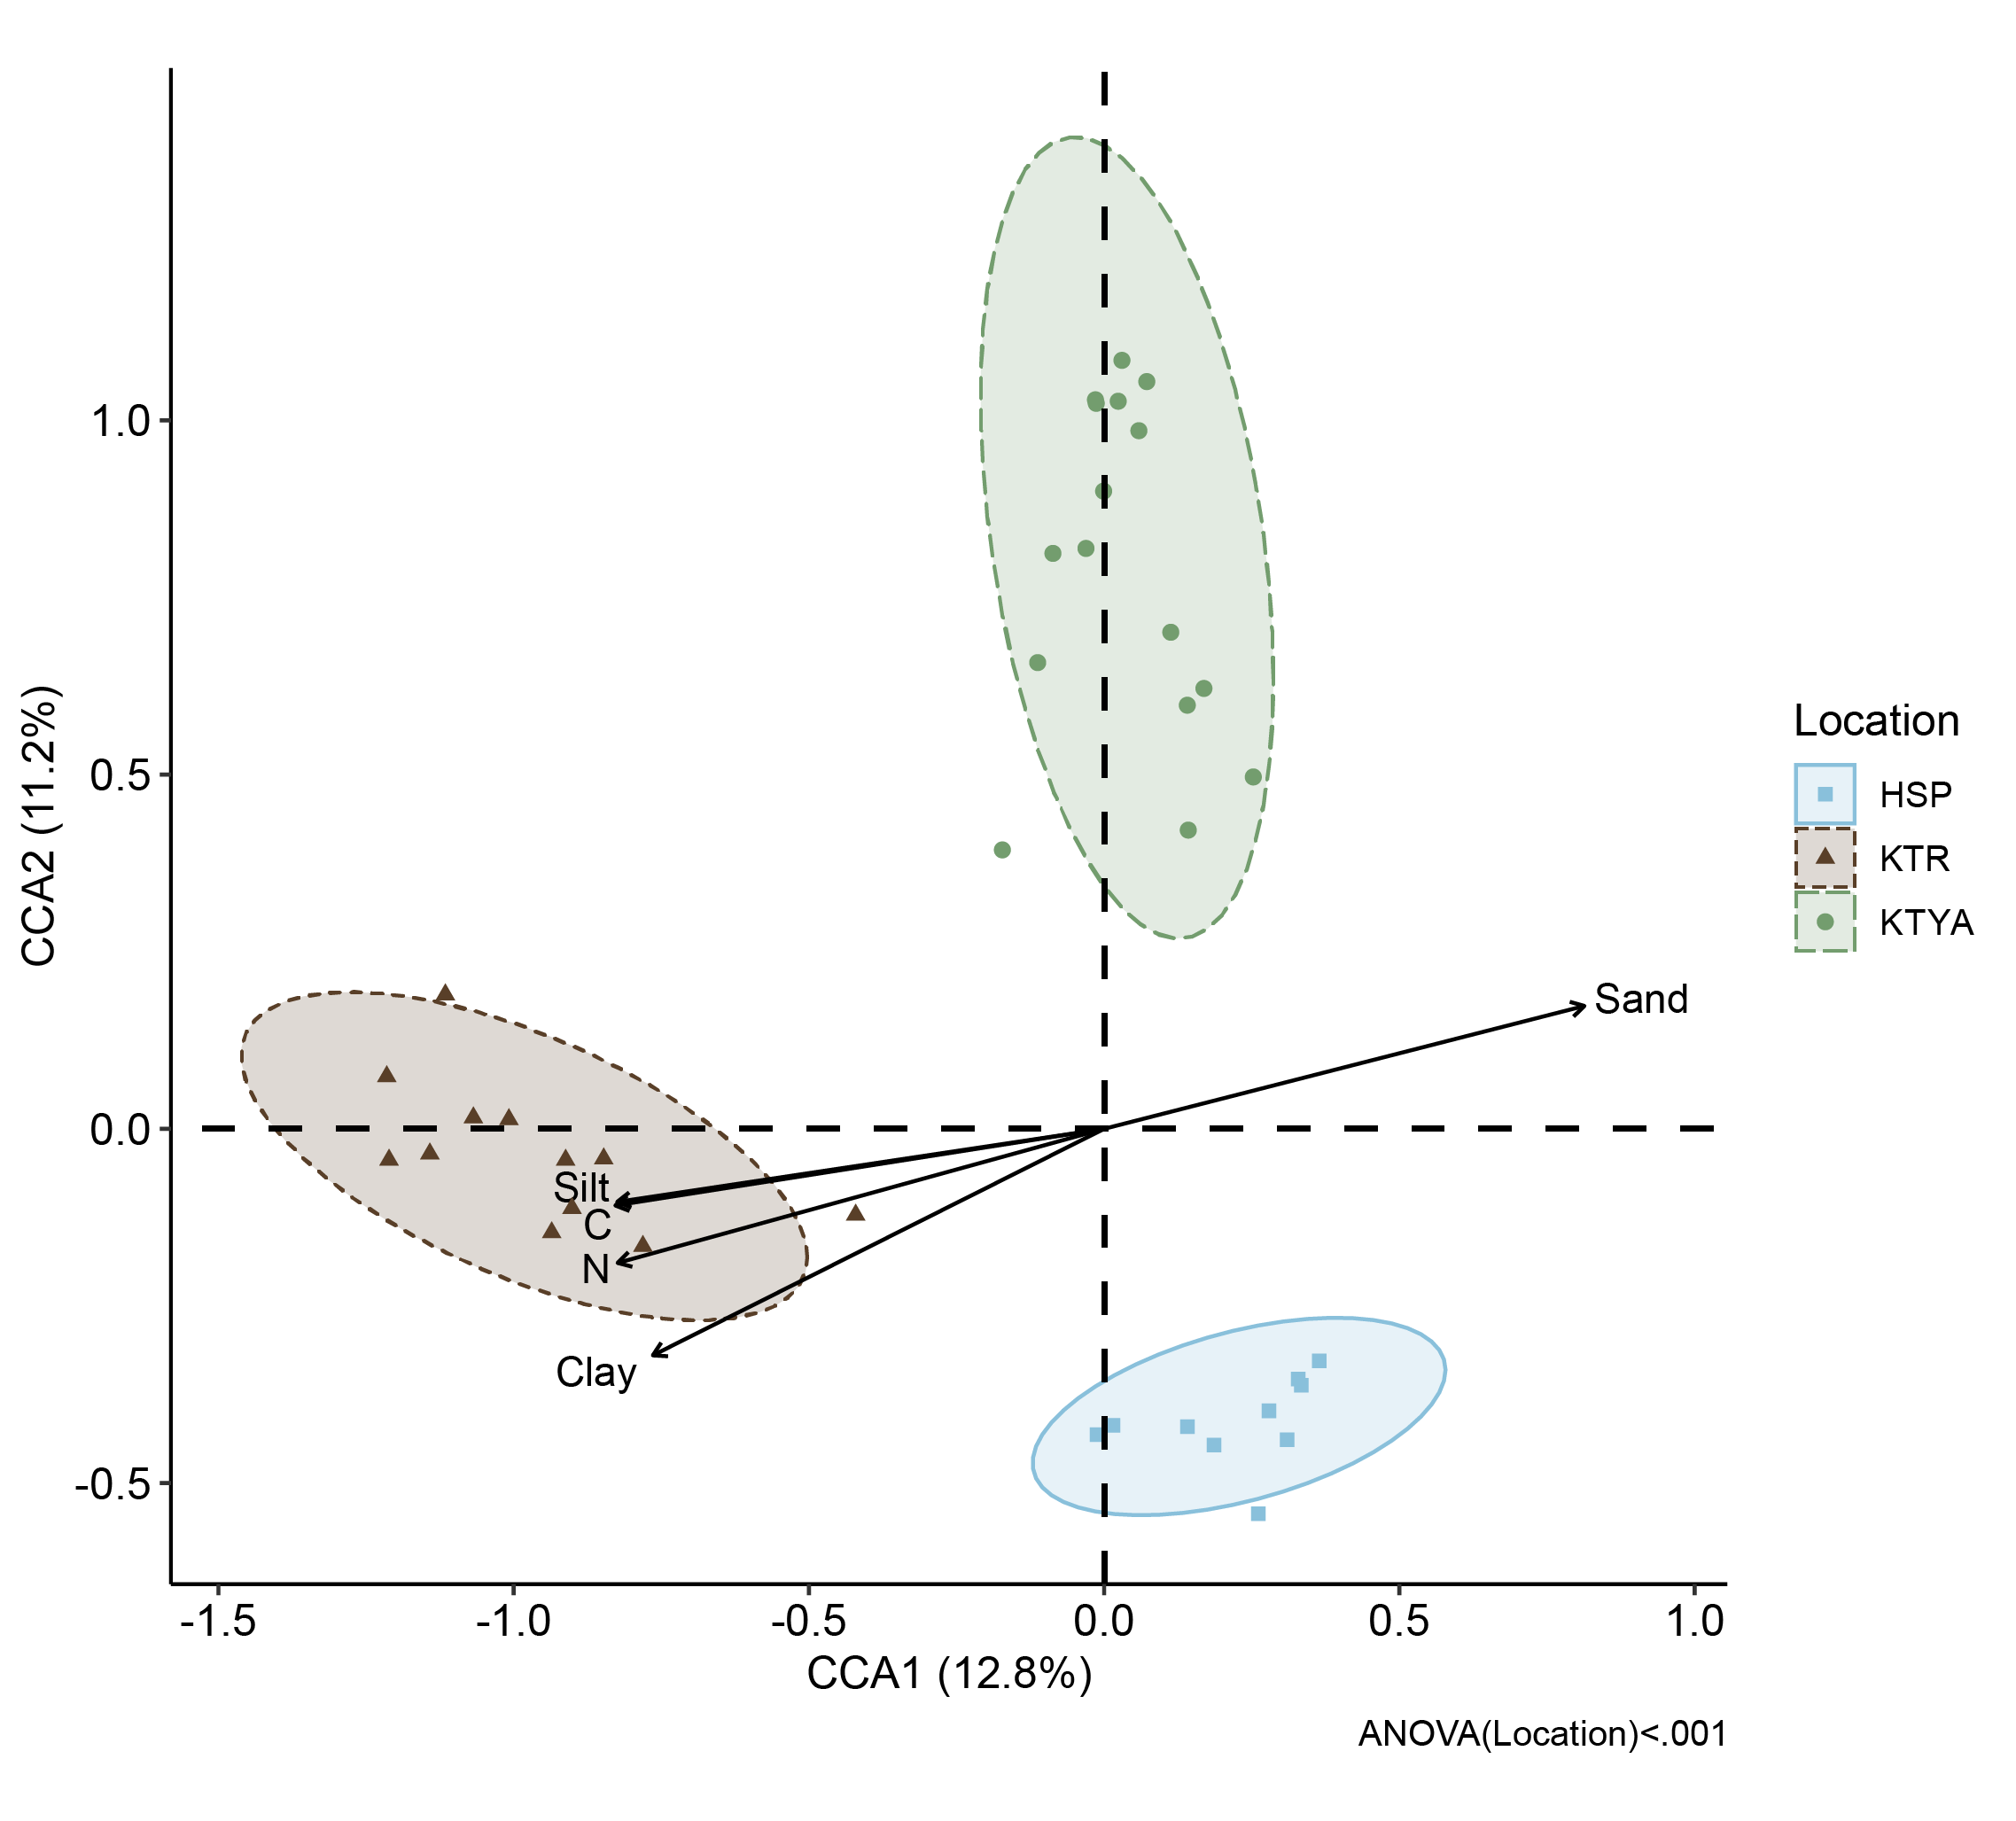 1.0
0.5
0.0
-0.5
CCA2 (11.2%)
Sand
Silt
C
N
Clay
-1.5
-1.0
-0.5
0.0
0.5
1.0
CCA1 (12.8%)
ANOVA(Location)<.001
Location
HSP
KTR
KTYA